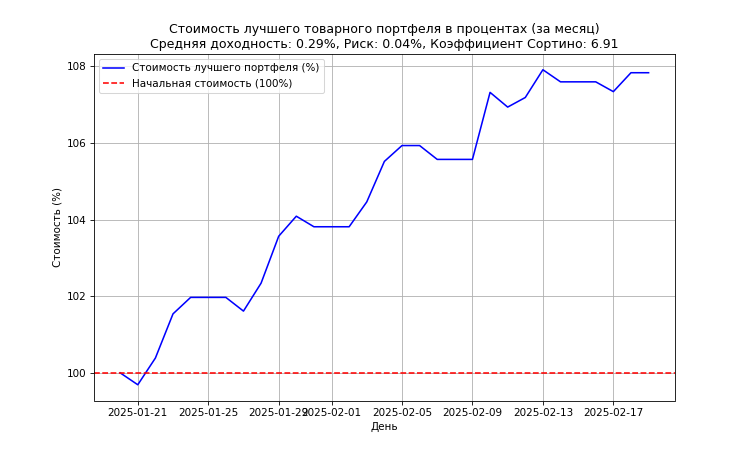 Стоимость лучшего товарного портфеля в процентах (за месяц)
Средняя доходность: 0.29%, Риск: 0.04%, Коэффициент Сортино: 6.91
Стоимость лучшего портфеля (%)
Начальная стоимость (100%)
108
106
104
102
100
Стоимость (%)
2025-01-21 2025-01-25 2025-01-29 2025-02-01 2025-02-05 2025-02-09 2025-02-13 2025-02-17
День